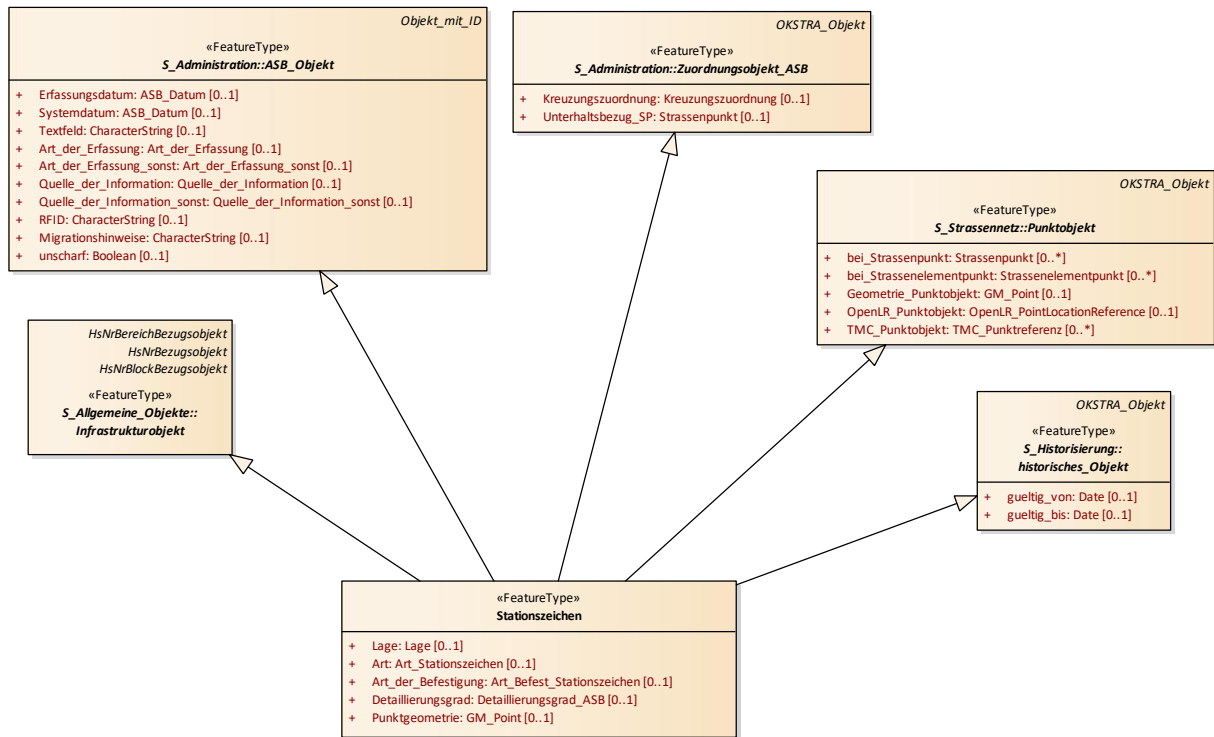 Objekt_mit_ID
«FeatureType»
S_Administration::ASB_Objekt
+ Erfassungsdatum: ASB_Datum [0..1]
+ Systemdatum: ASB_Datum [0..1]
+ Textfeld: CharacterString [0..1]
+ Art_der_Erfassung: Art_der_Erfassung [0..1]
+ Art_der_Erfassung_sonst: Art_der_Erfassung_sonst [0..1]
+ Quelle_der_Information: Quelle_der_Information [0..1]
+ Quelle_der_Information_sonst: Quelle_der_Information_sonst [0..1]
+ RFID: CharacterString [0..1]
+ Migrationshinweise: CharacterString [0..1]
+ unscharf: Boolean [0..1]
OKSTRA_Objekt
«FeatureType»
S_Administration::Zuordnungsobjekt_ASB
+ Kreuzungszuordnung: Kreuzungszuordnung [0..1]
+ Unterhaltsbezug_SP: Strassenpunkt [0..1]
OKSTRA_Objekt
«FeatureType»
S_Strassennetz::Punktobjekt
+ bei_Strassenpunkt: Strassenpunkt [0..*]
+ bei_Strassenelementpunkt: Strassenelementpunkt [0..*]
+ Geometrie_Punktobjekt: GM_Point [0..1]
+ OpenLR_Punktobjekt: OpenLR_PointLocationReference [0..1]
+ TMC_Punktobjekt: TMC_Punktreferenz [0..*]
HsNrBereichBezugsobjekt
HsNrBezugsobjekt
HsNrBlockBezugsobjekt
«FeatureType»
S_Allgemeine_Objekte::
Infrastrukturobjekt
OKSTRA_Objekt
«FeatureType»
S_Historisierung::
historisches_Objekt
+ gueltig_von: Date [0..1]
+ gueltig_bis: Date [0..1]
«FeatureType»
Stationszeichen
+ Lage: Lage [0..1]
+ Art: Art_Stationszeichen [0..1]
+ Art_der_Befestigung: Art_Befest_Stationszeichen [0..1]
+ Detaillierungsgrad: Detaillierungsgrad_ASB [0..1]
+ Punktgeometrie: GM_Point [0..1]